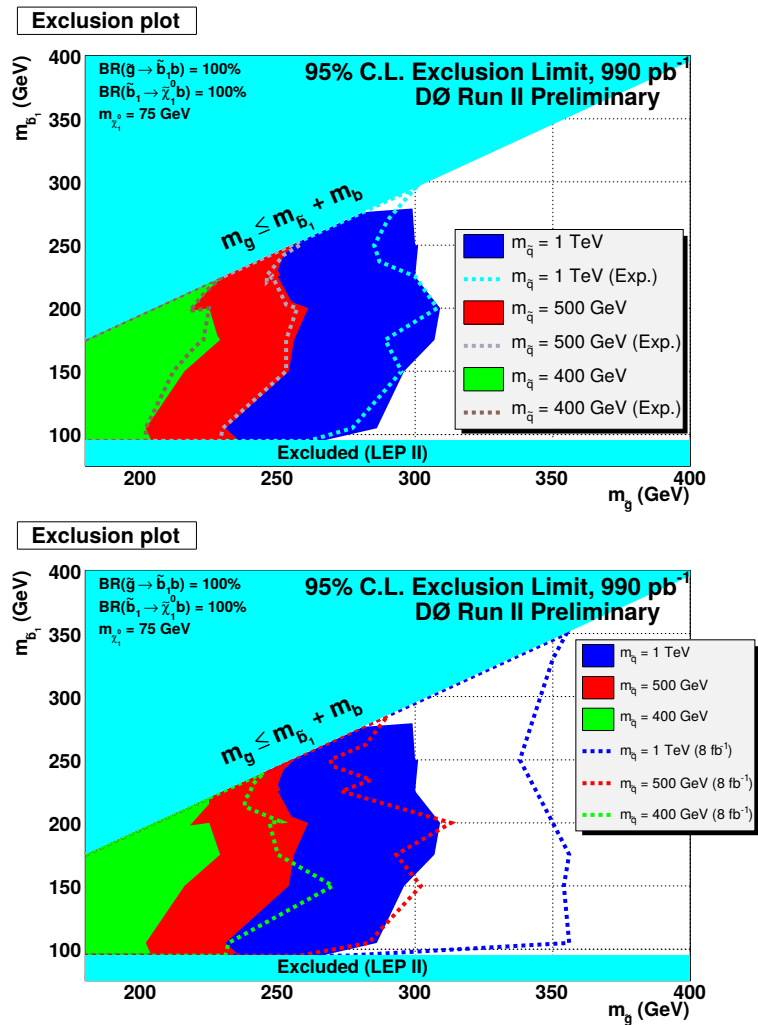 Exclusion plot
m_b̃₁ (GeV)
400
350
300
250
200
150
100
BR(g̃ → b̃₁b) = 100%
BR(b̃₁ → χ̃₁⁰b) = 100%
m_χ̃₁⁰ = 75 GeV
95% C.L. Exclusion Limit, 990 pb⁻¹
DØ Run II Preliminary
m_g ≤ m_b̃₁ + m_b
m_q̃ = 1 TeV
m_q̃ = 1 TeV (Exp.)
m_q̃ = 500 GeV
m_q̃ = 500 GeV (Exp.)
m_q̃ = 400 GeV
m_q̃ = 400 GeV (Exp.)
Excluded (LEP II)
200 250 300 350 400
m_g̃ (GeV)
Exclusion plot
m_b̃₁ (GeV)
400
350
300
250
200
150
100
BR(g̃ → b̃₁b) = 100%
BR(b̃₁ → χ̃₁⁰b) = 100%
m_χ̃₁⁰ = 75 GeV
95% C.L. Exclusion Limit, 990 pb⁻¹
DØ Run II Preliminary
m_g ≤ m_b̃₁ + m_b
m_q̃ = 1 TeV
m_q̃ = 500 GeV
m_q̃ = 400 GeV
m_q̃ = 1 TeV (8 fb⁻¹)
m_q̃ = 500 GeV (8 fb⁻¹)
m_q̃ = 400 GeV (8 fb⁻¹)
Excluded (LEP II)
200 250 300 350 400
m_g̃ (GeV)